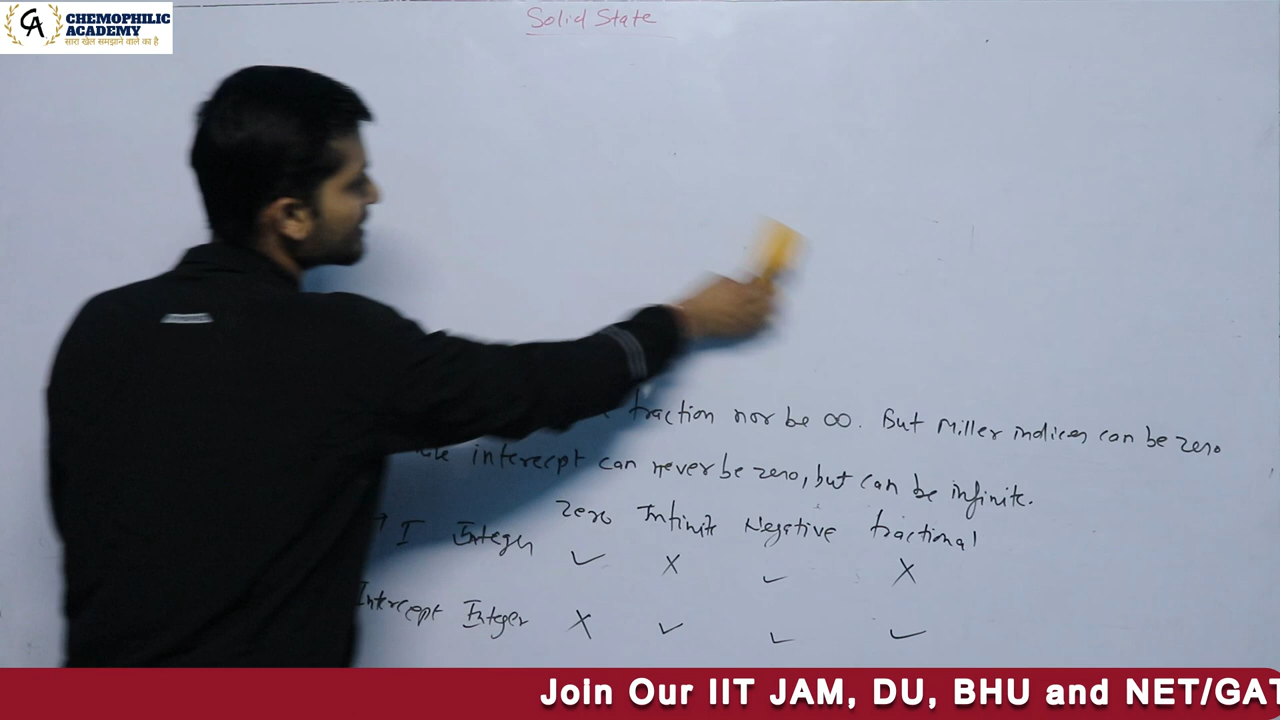 CA CHEMOPHILIC
ACADEMY
सारा खेल समझाने वाले का है
Solid State
fraction nor be ∞. But Miller indices can be zero
intercept can never be zero, but can be infinite.
Zero Infinite Negative fractional
I Integer ✓ X ✓ X
Intercept Integer X ✓ ✓ ✓
Join Our IIT JAM, DU, BHU and NET/GAT